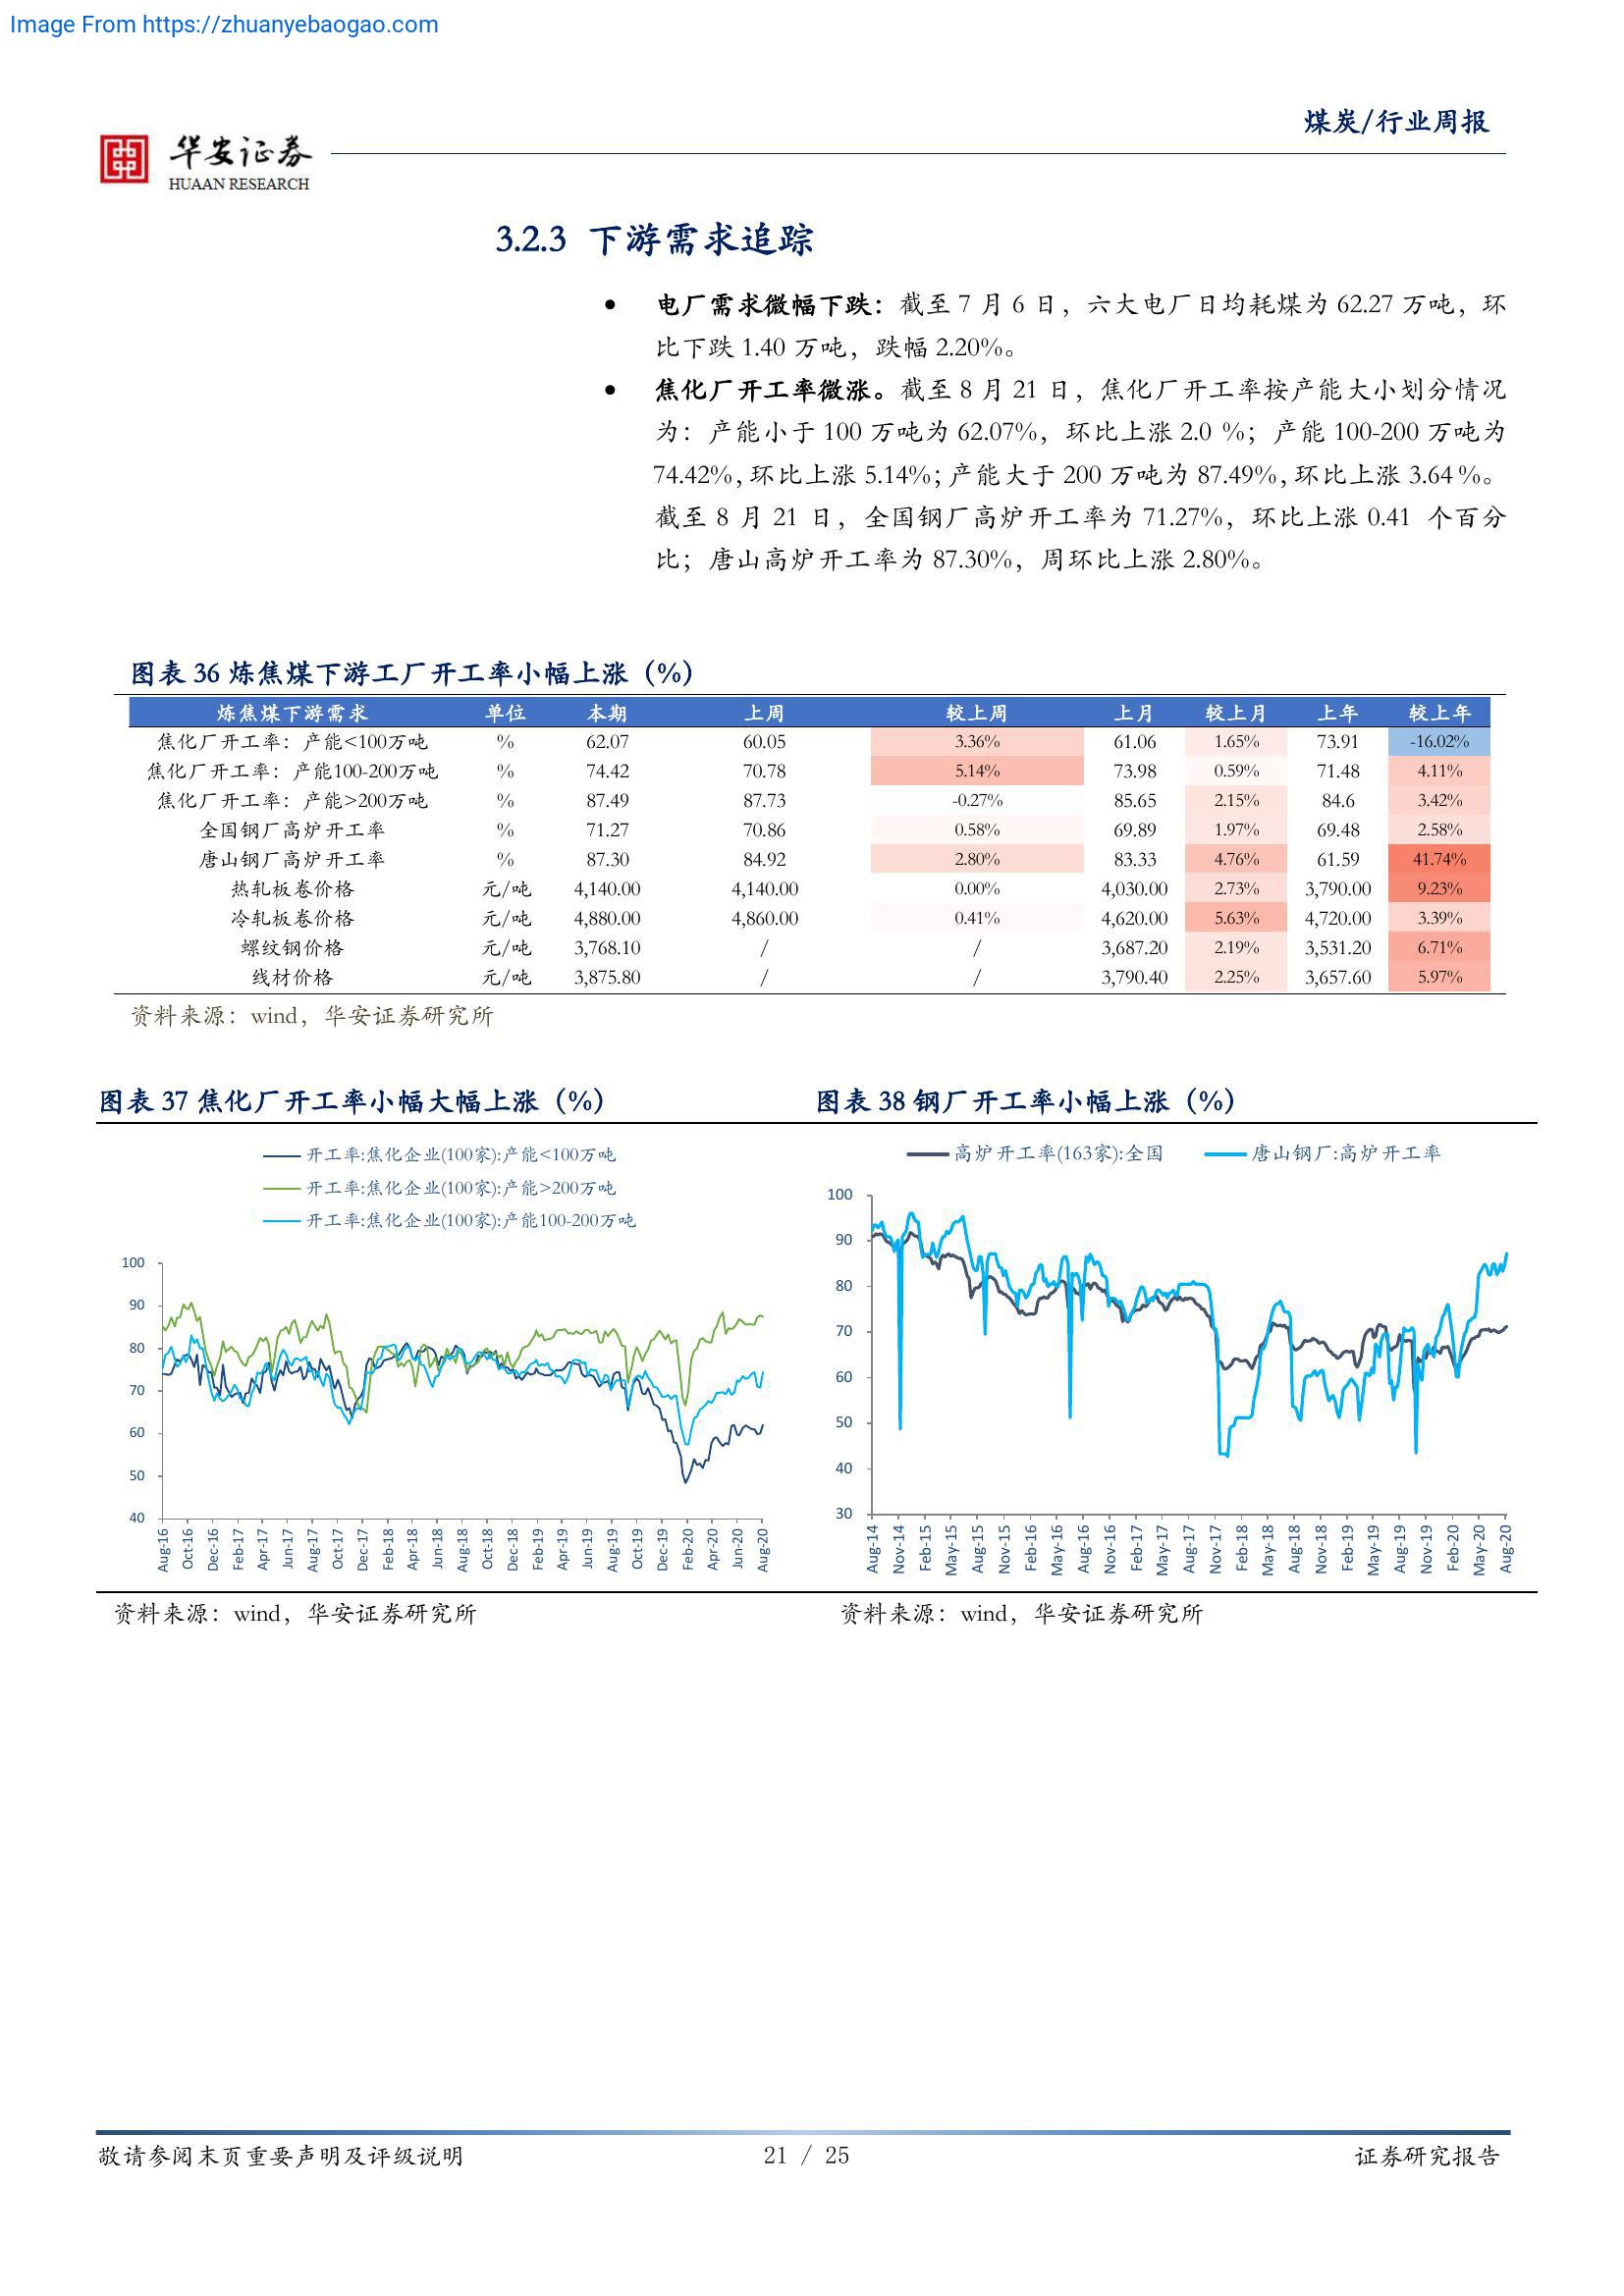 Image From https://zhuanyebaogao.com
煤炭/行业周报
华安证券
HUAAN RESEARCH
3.2.3 下游需求追踪
• 电厂需求微幅下跌：截至 7 月 6 日，六大电厂日均耗煤为 62.27 万吨，环
比下跌 1.40 万吨，跌幅 2.20%。
• 焦化厂开工率微涨。截至 8 月 21 日，焦化厂开工率按产能大小划分情况
为：产能小于 100 万吨为 62.07%，环比上涨 2.0 %；产能 100-200 万吨为
74.42%，环比上涨 5.14%；产能大于 200 万吨为 87.49%，环比上涨 3.64 %。
截至 8 月 21 日，全国钢厂高炉开工率为 71.27%，环比上涨 0.41 个百分
比；唐山高炉开工率为 87.30%，周环比上涨 2.80%。
图表 36 炼焦煤下游工厂开工率小幅上涨（%）
炼焦煤下游需求 单位 本期 上周 较上周 上月 较上月 上年 较上年
焦化厂开工率：产能<100万吨 % 62.07 60.05 3.36% 61.06 1.65% 73.91 -16.02%
焦化厂开工率：产能100-200万吨 % 74.42 70.78 5.14% 73.98 0.59% 71.48 4.11%
焦化厂开工率：产能>200万吨 % 87.49 87.73 -0.27% 85.65 2.15% 84.6 3.42%
全国钢厂高炉开工率 % 71.27 70.86 0.58% 69.89 1.97% 69.48 2.58%
唐山钢厂高炉开工率 % 87.30 84.92 2.80% 83.33 4.76% 61.59 41.74%
热轧板卷价格 元/吨 4,140.00 4,140.00 0.00% 4,030.00 2.73% 3,790.00 9.23%
冷轧板卷价格 元/吨 4,880.00 4,860.00 0.41% 4,620.00 5.63% 4,720.00 3.39%
螺纹钢价格 元/吨 3,768.10 / / 3,687.20 2.19% 3,531.20 6.71%
线材价格 元/吨 3,875.80 / / 3,790.40 2.25% 3,657.60 5.97%
资料来源：wind，华安证券研究所
图表 37 焦化厂开工率小幅大幅上涨（%）
开工率:焦化企业(100家):产能<100万吨
开工率:焦化企业(100家):产能>200万吨
开工率:焦化企业(100家):产能100-200万吨
100
90
80
70
60
50
40
Aug-16 Oct-16 Dec-16 Feb-17 Apr-17 Jun-17 Aug-17 Oct-17 Dec-17 Feb-18 Apr-18 Jun-18 Aug-18 Oct-18 Dec-18 Feb-19 Apr-19 Jun-19 Aug-19 Oct-19 Dec-19 Feb-20 Apr-20 Jun-20 Aug-20
资料来源：wind，华安证券研究所
图表 38 钢厂开工率小幅上涨（%）
高炉开工率(163家):全国 唐山钢厂:高炉开工率
100
90
80
70
60
50
40
30
Aug-14 Nov-14 Feb-15 May-15 Aug-15 Nov-15 Feb-16 May-16 Aug-16 Nov-16 Feb-17 May-17 Aug-17 Nov-17 Feb-18 May-18 Aug-18 Nov-18 Feb-19 May-19 Aug-19 Nov-19 Feb-20 May-20 Aug-20
资料来源：wind，华安证券研究所
敬请参阅末页重要声明及评级说明 21 / 25 证券研究报告